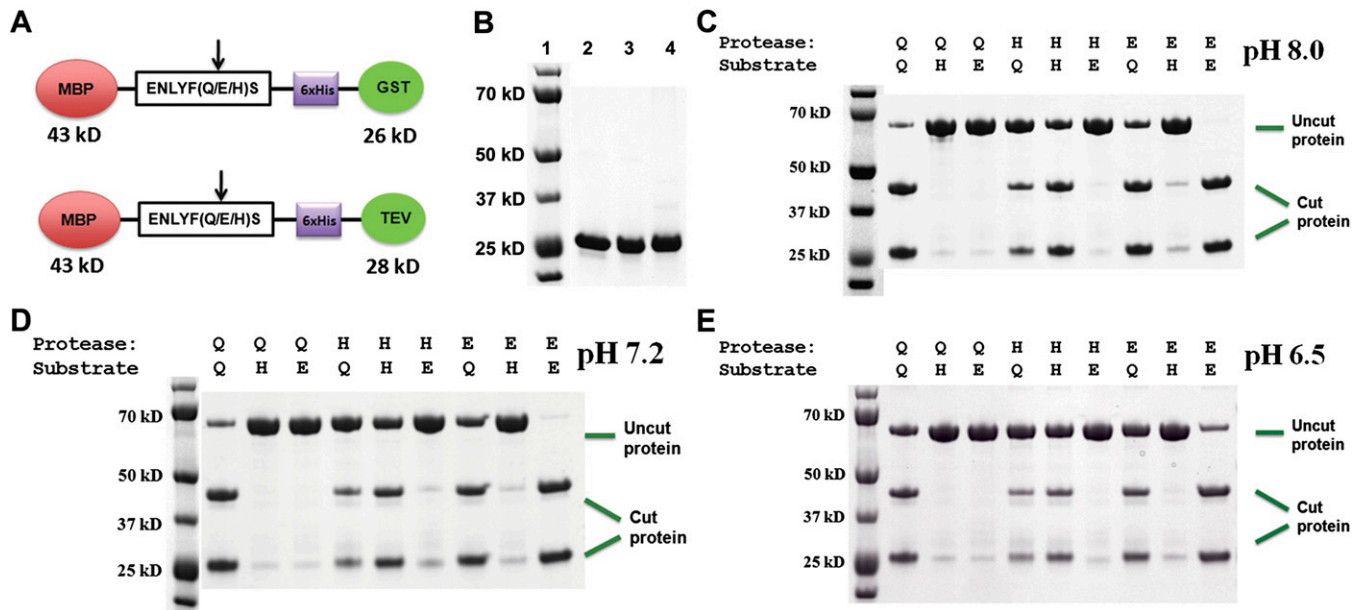 A
MBP
ENLYF(Q/E/H)S
6xHis
GST
43 kD
26 kD
MBP
ENLYF(Q/E/H)S
6xHis
TEV
43 kD
28 kD
B
1 2 3 4
70 kD
50 kD
37 kD
25 kD
C
Protease: Q Q Q H H H E E E
Substrate Q H E Q H E Q H E
pH 8.0
70 kD
50 kD
37 kD
25 kD
Uncut
protein
Cut
protein
D
Protease: Q Q Q H H H E E E
Substrate Q H E Q H E Q H E
pH 7.2
70 kD
50 kD
37 kD
25 kD
Uncut
protein
Cut
protein
E
Protease: Q Q Q H H H E E E
Substrate Q H E Q H E Q H E
pH 6.5
70 kD
50 kD
37 kD
25 kD
Uncut
protein
Cut
protein